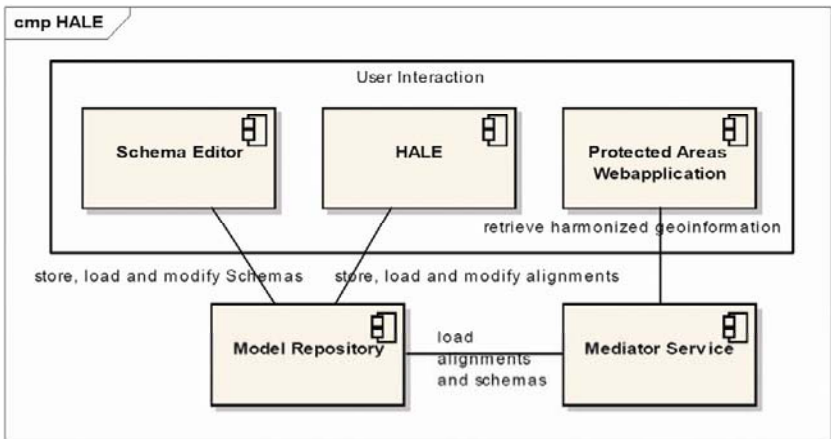 cmp HALE
User Interaction
Schema Editor
HALE
Protected Areas
Webapplication
retrieve harmonized geoinformation
store, load and modify Schemas
store, load and modify alignments
Model Repository
load
alignments
and schemas
Mediator Service